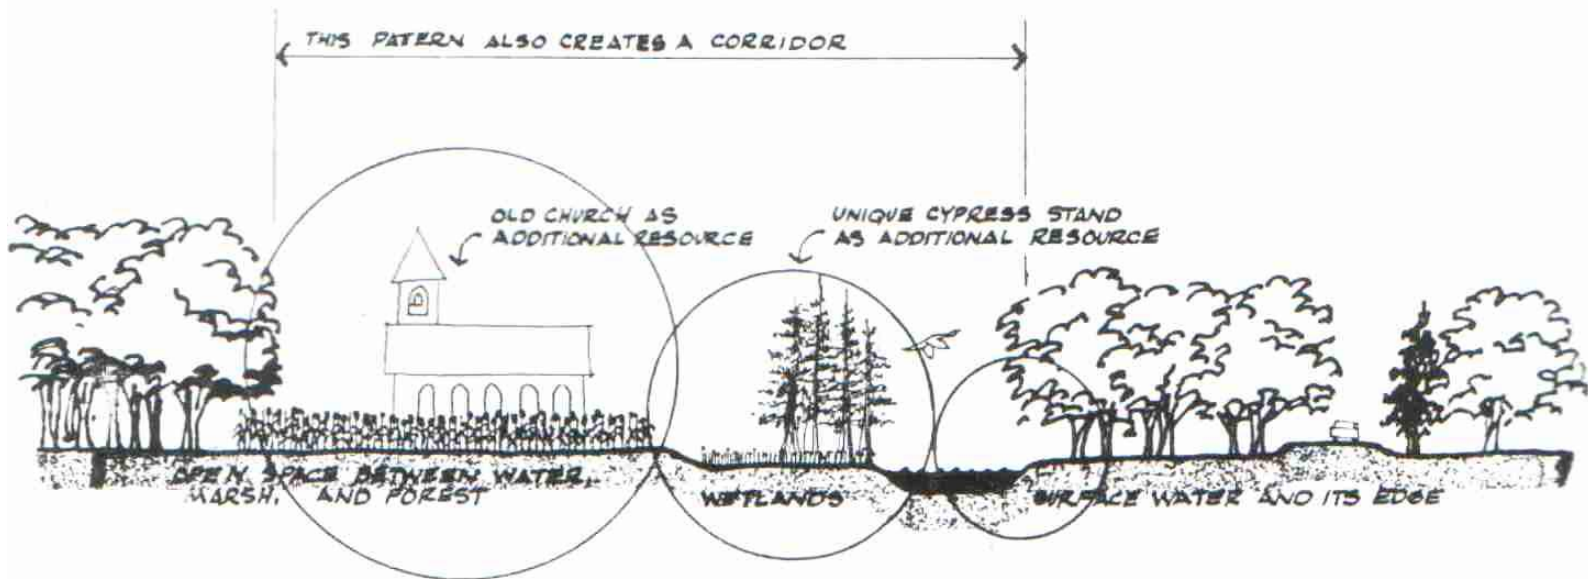 THIS PATERN ALSO CREATES A CORRIDOR
OLD CHURCH AS
ADDITIONAL RESOURCE
UNIQUE CYPRESS STAND
AS ADDITIONAL RESOURCE
OPEN SPACE BETWEEN WATER,
MARSH, AND FOREST
WETLANDS
SURFACE WATER AND ITS EDGE